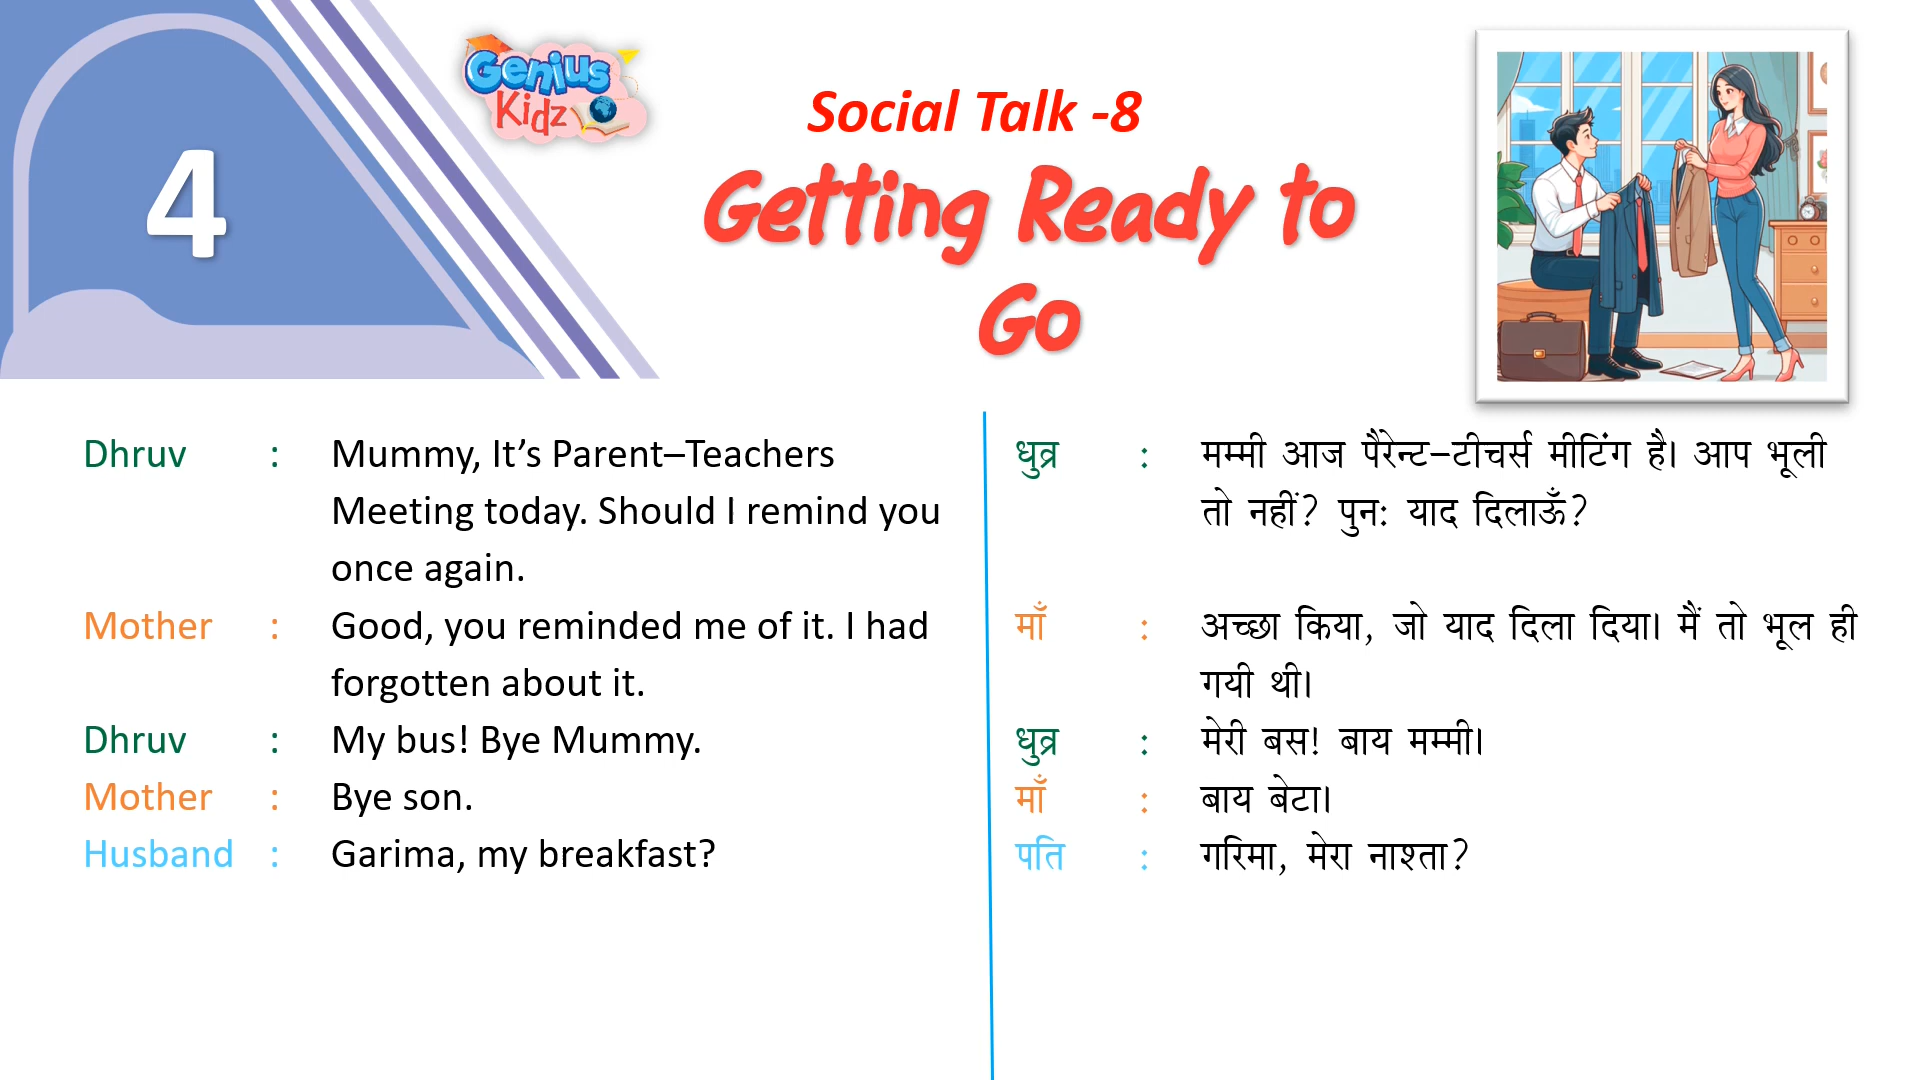 4
Genius
Kidz
Social Talk -8
Getting Ready to
Go
Dhruv : Mummy, It’s Parent–Teachers
Meeting today. Should I remind you
once again.
Mother : Good, you reminded me of it. I had
forgotten about it.
Dhruv : My bus! Bye Mummy.
Mother : Bye son.
Husband : Garima, my breakfast?
धुव्र : मम्मी आज पैरेन्ट–टीचर्स मीटिंग है। आप भूली
तो नहीं? पुनः याद दिलाऊँ?
माँ : अच्छा किया, जो याद दिला दिया। मैं तो भूल ही
गयी थी।
धुव्र : मेरी बस! बाय मम्मी।
माँ : बाय बेटा।
पति : गरिमा, मेरा नाश्ता?